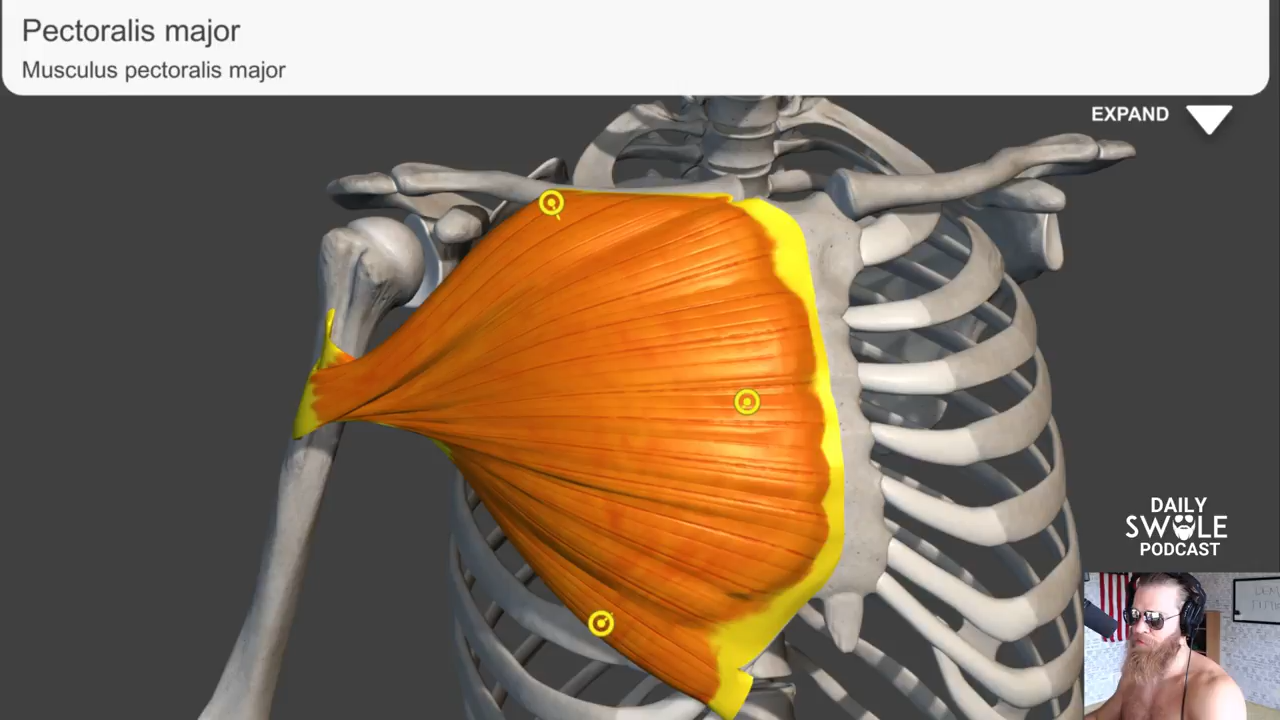 Pectoralis major
Musculus pectoralis major
EXPAND
DAILY
SWOLE
PODCAST